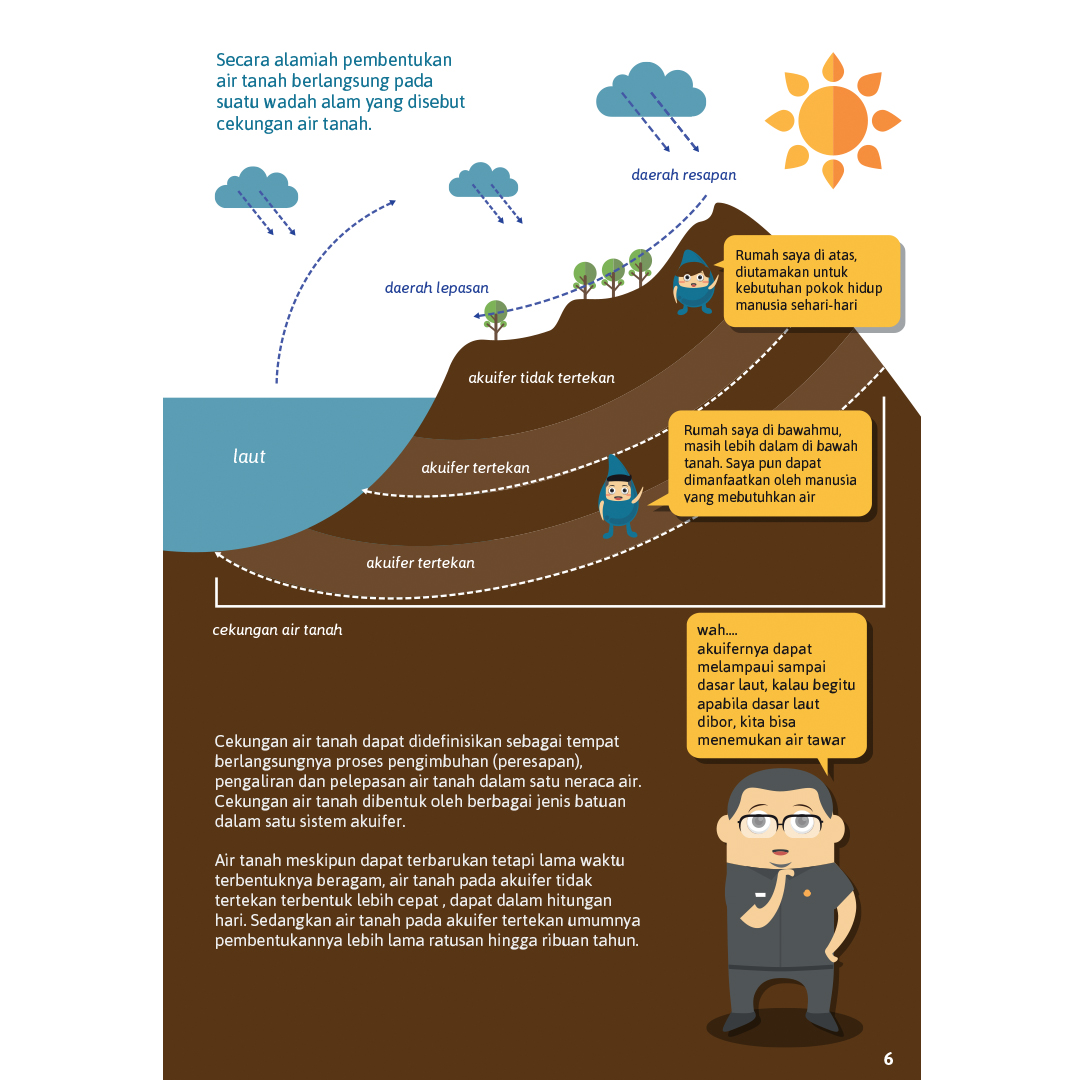 Secara alamiah pembentukan
air tanah berlangsung pada
suatu wadah alam yang disebut
cekungan air tanah.
daerah resapan
daerah lepasan
Rumah saya di atas,
diutamakan untuk
kebutuhan pokok hidup
manusia sehari-hari
akuifer tidak tertekan
laut
akuifer tertekan
Rumah saya di bawahmu,
masih lebih dalam di bawah
tanah. Saya pun dapat
dimanfaatkan oleh manusia
yang mebutuhkan air
akuifer tertekan
cekungan air tanah
wah....
akuifernya dapat
melampaui sampai
dasar laut, kalau begitu
apabila dasar laut
dibor, kita bisa
menemukan air tawar
Cekungan air tanah dapat didefinisikan sebagai tempat
berlangsungnya proses pengimbuhan (peresapan),
pengaliran dan pelepasan air tanah dalam satu neraca air.
Cekungan air tanah dibentuk oleh berbagai jenis batuan
dalam satu sistem akuifer.
Air tanah meskipun dapat terbarukan tetapi lama waktu
terbentuknya beragam, air tanah pada akuifer tidak
tertekan terbentuk lebih cepat , dapat dalam hitungan
hari. Sedangkan air tanah pada akuifer tertekan umumnya
pembentukannya lebih lama ratusan hingga ribuan tahun.
6